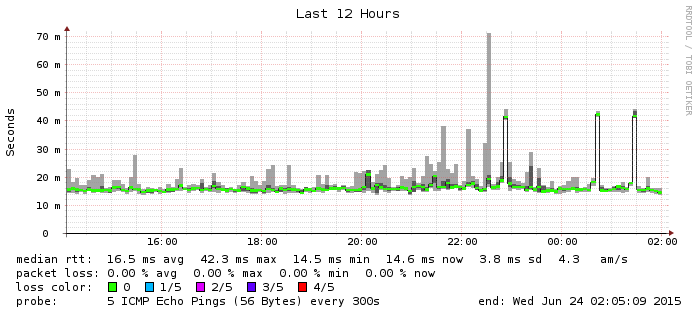 Last 12 Hours
RRDTOOL / TOBI OETIKER
Seconds
70 m
60 m
50 m
40 m
30 m
20 m
10 m
0
16:00 18:00 20:00 22:00 00:00 02:00
median rtt: 16.5 ms avg 42.3 ms max 14.5 ms min 14.6 ms now 3.8 ms sd 4.3 am/s
packet loss: 0.00 % avg 0.00 % max 0.00 % min 0.00 % now
loss color: 0 1/5 2/5 3/5 4/5
probe: 5 ICMP Echo Pings (56 Bytes) every 300s end: Wed Jun 24 02:05:09 2015